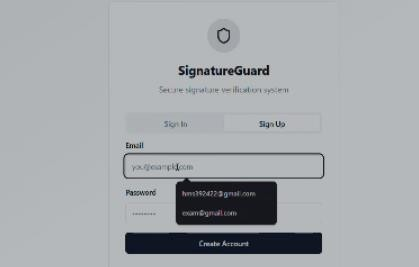 SignatureGuard
Secure signature verification system
Sign In
Sign Up
Email
you@example.com
hms392422@gmail.com
exam@gmail.com
Password
Create Account